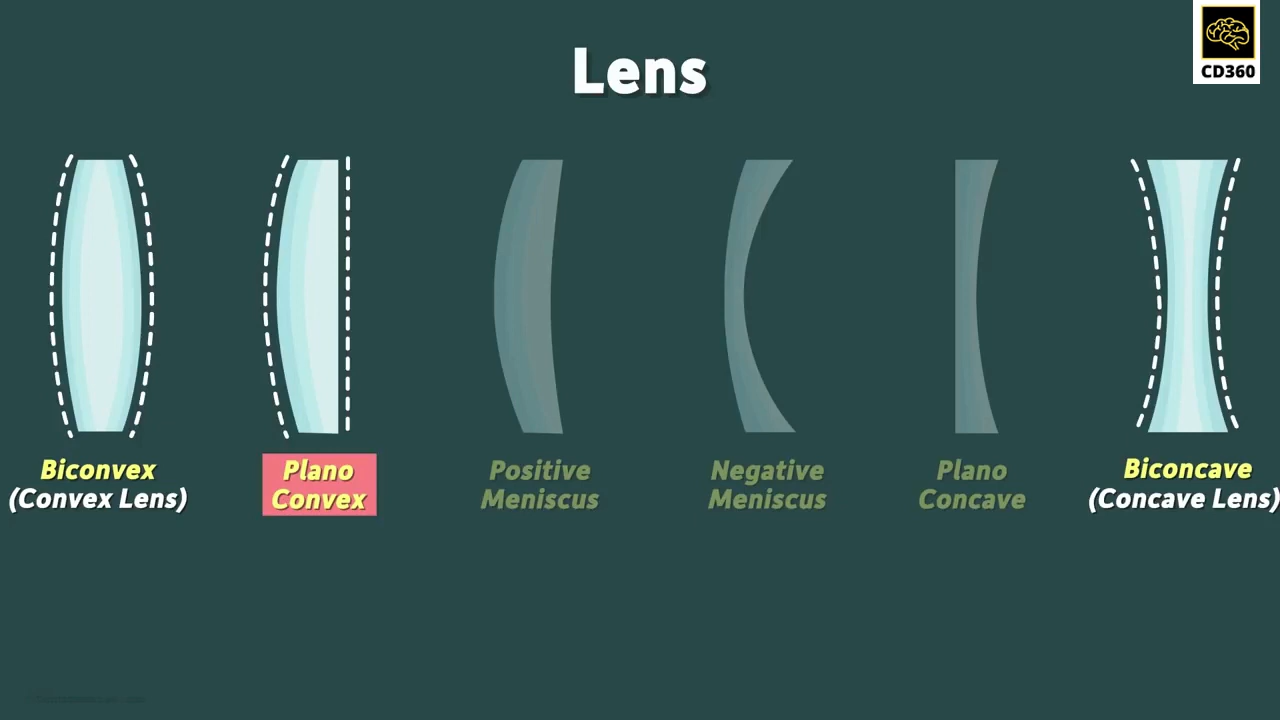 Lens
CD360
Biconvex
(Convex Lens)
Plano
Convex
Positive
Meniscus
Negative
Meniscus
Plano
Concave
Biconcave
(Concave Lens)